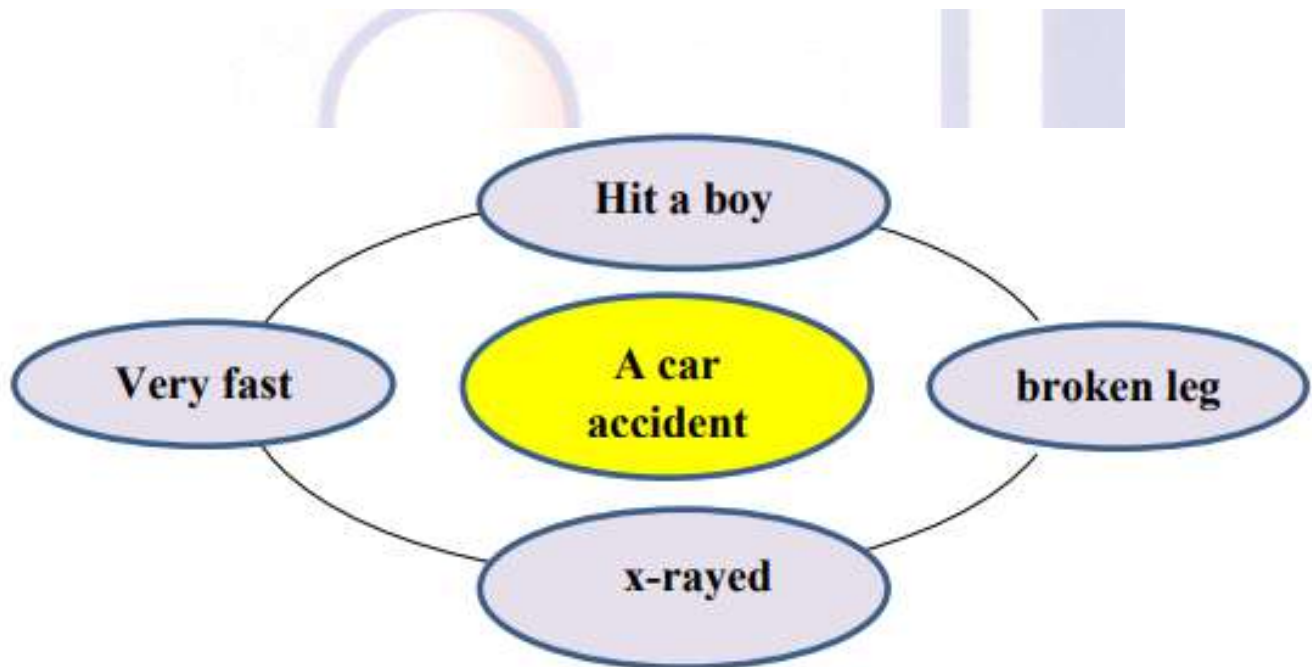 Hit a boy
Very fast
A car
accident
broken leg
x-rayed